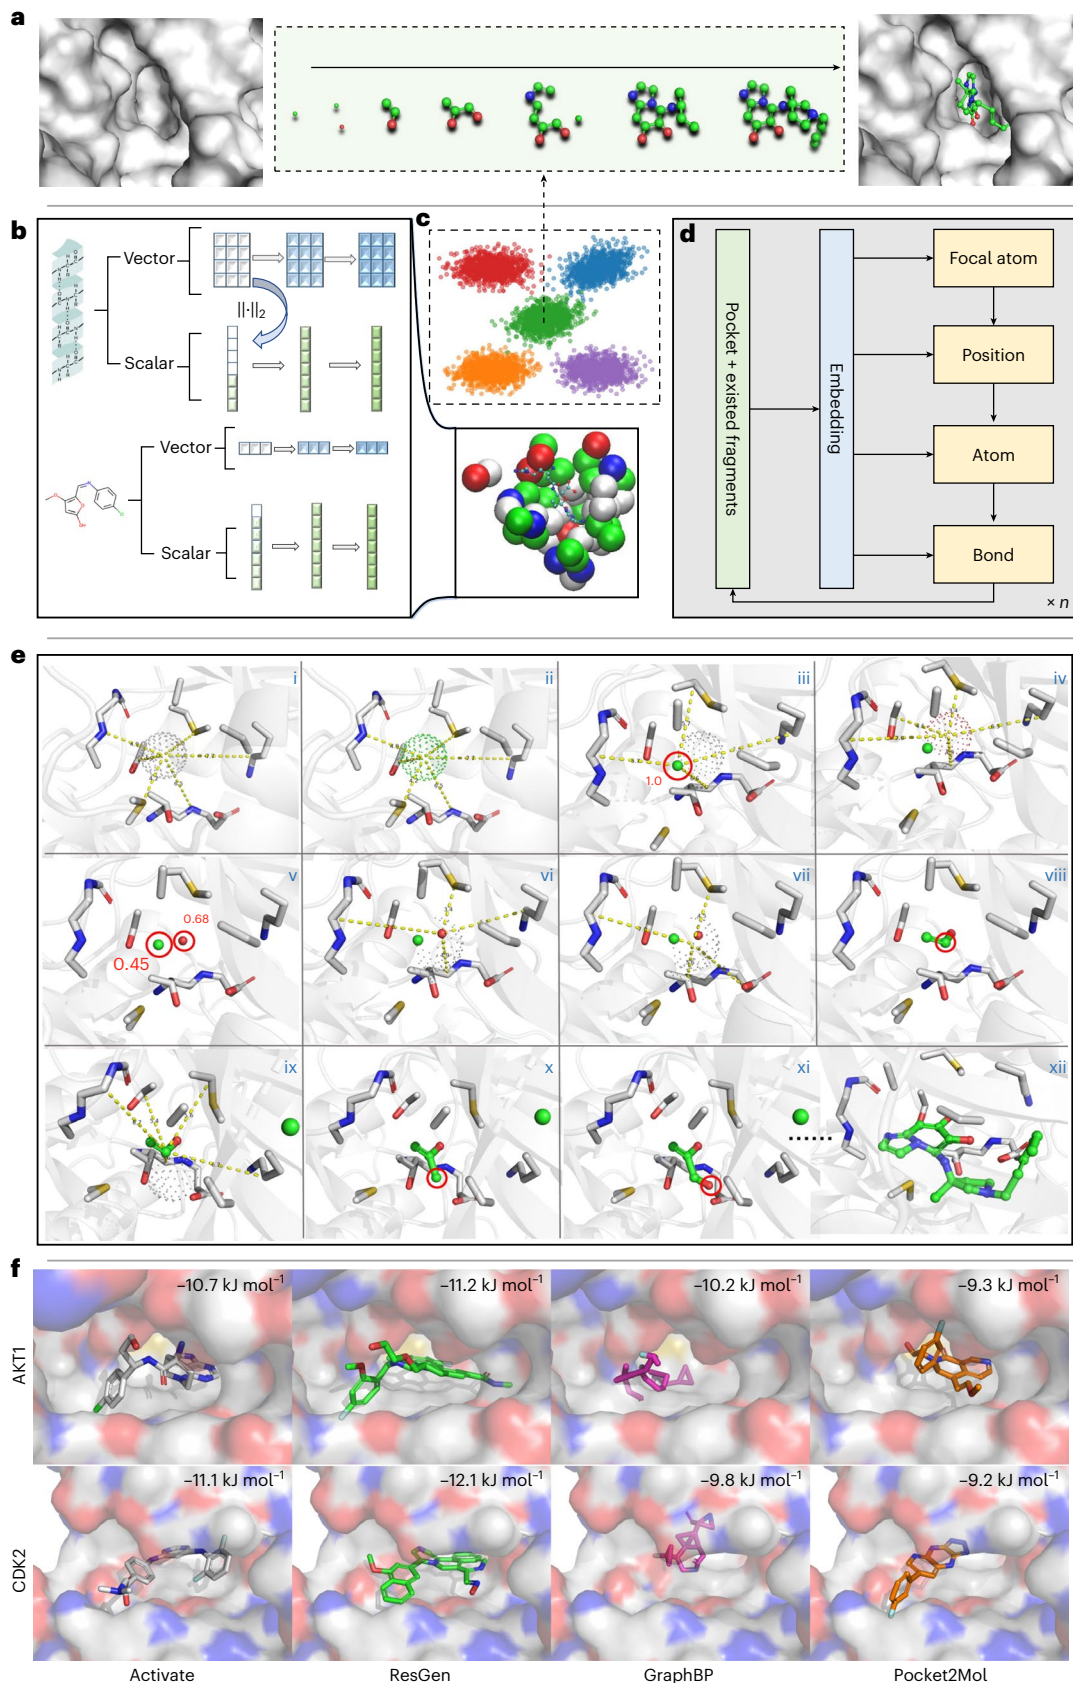 a
b
Vector
||·||₂
Scalar
Vector
Scalar
c
d
Pocket + existed fragments
Embedding
Focal atom
Position
Atom
Bond
× n
e
i
ii
iii
1.0
iv
v
0.68
0.45
vi
vii
viii
ix
x
xi
xii
f
AKT1
–10.7 kJ mol⁻¹
–11.2 kJ mol⁻¹
–10.2 kJ mol⁻¹
–9.3 kJ mol⁻¹
CDK2
–11.1 kJ mol⁻¹
–12.1 kJ mol⁻¹
–9.8 kJ mol⁻¹
–9.2 kJ mol⁻¹
Activate
ResGen
GraphBP
Pocket2Mol